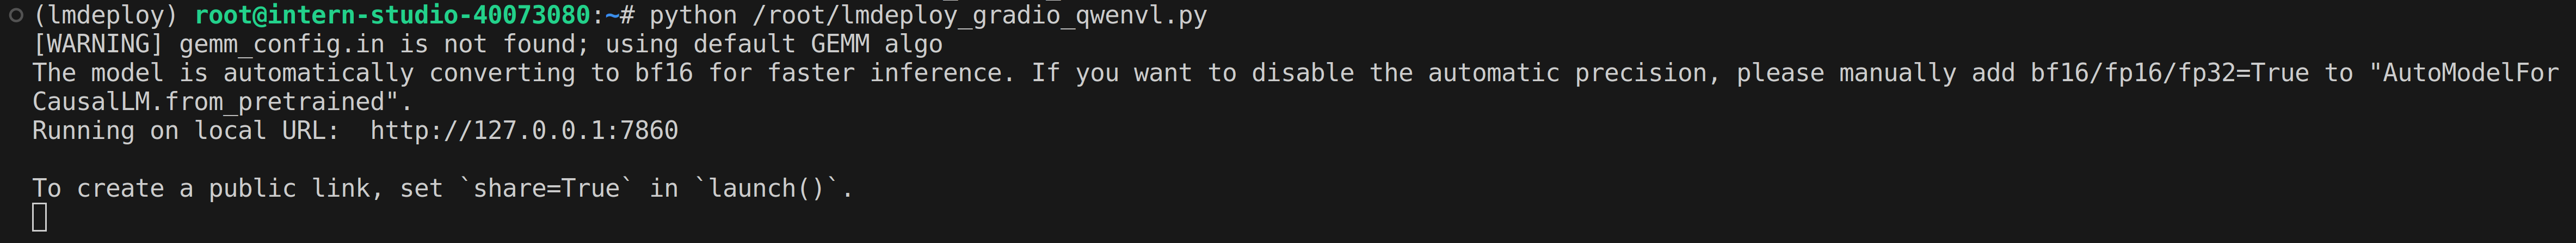 (lmdeploy) root@intern-studio-40073080:~# python /root/lmdeploy_gradio_qwenvl.py
[WARNING] gemm_config.in is not found; using default GEMM algo
The model is automatically converting to bf16 for faster inference. If you want to disable the automatic precision, please manually add bf16/fp16/fp32=True to "AutoModelFor
CausalLM.from_pretrained".
Running on local URL:  http://127.0.0.1:7860
To create a public link, set `share=True` in `launch()`.